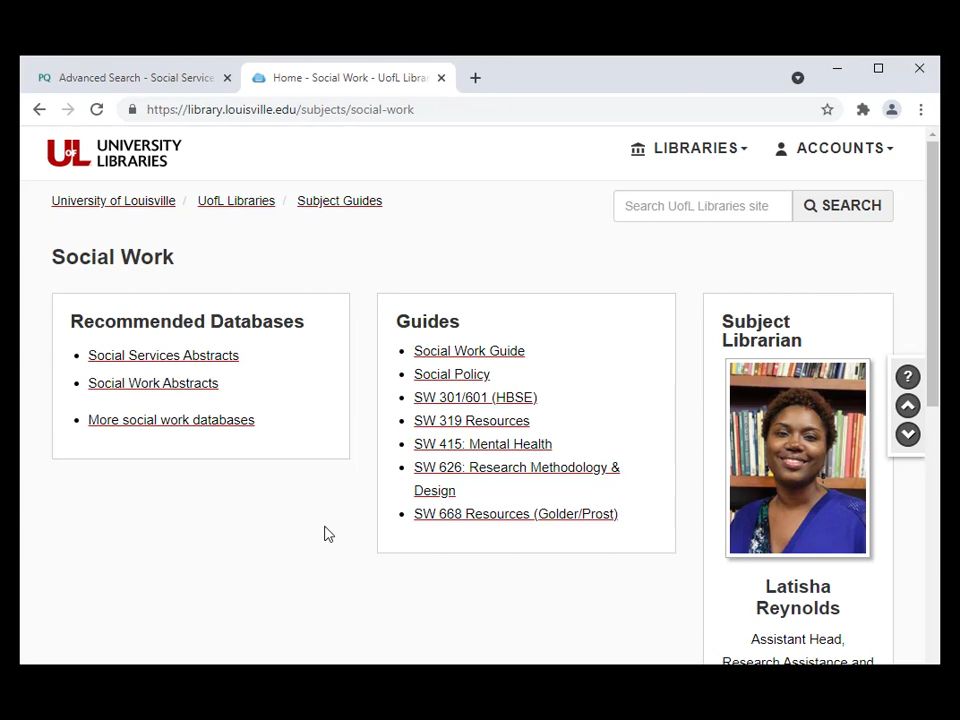 PQ Advanced Search - Social Service
Home - Social Work - UofL Librar
https://library.louisville.edu/subjects/social-work
UofL UNIVERSITY
LIBRARIES
LIBRARIES
ACCOUNTS
University of Louisville / UofL Libraries / Subject Guides
Search UofL Libraries site
SEARCH
Social Work
Recommended Databases
Social Services Abstracts
Social Work Abstracts
More social work databases
Guides
Social Work Guide
Social Policy
SW 301/601 (HBSE)
SW 319 Resources
SW 415: Mental Health
SW 626: Research Methodology &
Design
SW 668 Resources (Golder/Prost)
Subject
Librarian
?
Latisha
Reynolds
Assistant Head,
Research Assistance and